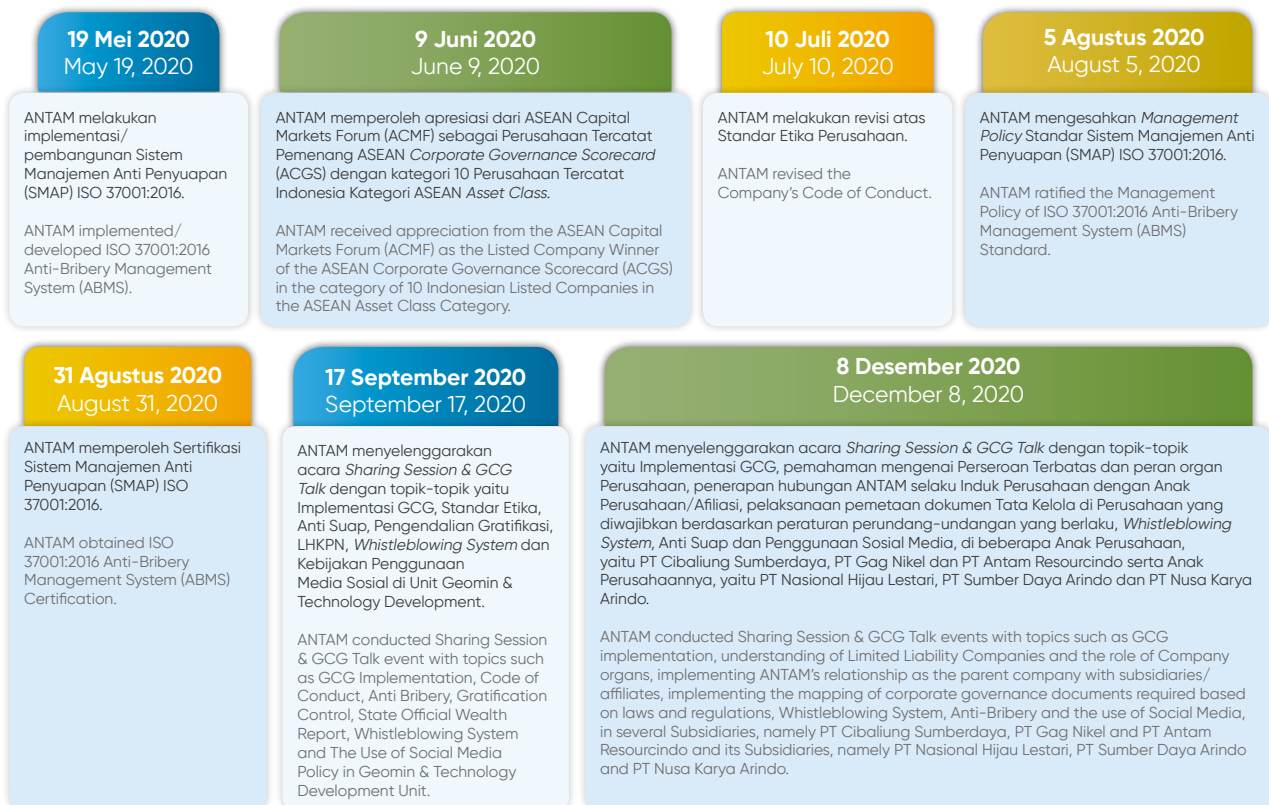 19 Mei 2020
May 19, 2020
ANTAM melakukan
implementasi/
pembangunan Sistem
Manajemen Anti Penyuapan
(SMAP) ISO 37001:2016.
ANTAM implemented/
developed ISO 37001:2016
Anti-Bribery Management
System (ABMS).
9 Juni 2020
June 9, 2020
ANTAM memperoleh apresiasi dari ASEAN Capital
Markets Forum (ACMF) sebagai Perusahaan Tercatat
Pemenang ASEAN Corporate Governance Scorecard
(ACGS) dengan kategori 10 Perusahaan Tercatat
Indonesia Kategori ASEAN Asset Class.
ANTAM received appreciation from the ASEAN Capital
Markets Forum (ACMF) as the Listed Company Winner
of the ASEAN Corporate Governance Scorecard (ACGS)
in the category of 10 Indonesian Listed Companies in
the ASEAN Asset Class Category.
10 Juli 2020
July 10, 2020
ANTAM melakukan revisi atas
Standar Etika Perusahaan.
ANTAM revised the
Company's Code of Conduct.
5 Agustus 2020
August 5, 2020
ANTAM mengesahkan Management
Policy Standar Sistem Manajemen Anti
Penyuapan (SMAP) ISO 37001:2016.
ANTAM ratified the Management
Policy of ISO 37001:2016 Anti-Bribery
Management System (ABMS)
Standard.
31 Agustus 2020
August 31, 2020
ANTAM memperoleh Sertifikasi
Sistem Manajemen Anti
Penyuapan (SMAP) ISO
37001:2016.
ANTAM obtained ISO
37001:2016 Anti-Bribery
Management System (ABMS)
Certification.
17 September 2020
September 17, 2020
ANTAM menyelenggarakan
acara Sharing Session & GCG
Talk dengan topik-topik yaitu
Implementasi GCG, Standar Etika,
Anti Suap, Pengendalian Gratifikasi,
LHKPN, Whistleblowing System dan
Kebijakan Penggunaan
Media Sosial di Unit Geomin &
Technology Development.
ANTAM conducted Sharing Session
& GCG Talk event with topics such
as GCG Implementation, Code of
Conduct, Anti Bribery, Gratification
Control, State Official Wealth
Report, Whistleblowing System
and The Use of Social Media
Policy in Geomin & Technology
Development Unit.
8 Desember 2020
December 8, 2020
ANTAM menyelenggarakan acara Sharing Session & GCG Talk dengan topik-topik
yaitu Implementasi GCG, pemahaman mengenai Perseroan Terbatas dan peran organ
Perusahaan, penerapan hubungan ANTAM selaku Induk Perusahaan dengan Anak
Perusahaan/Afiliasi, pelaksanaan pemetaan dokumen Tata Kelola di Perusahaan yang
diwajibkan berdasarkan peraturan perundang-undangan yang berlaku, Whistleblowing
System, Anti Suap dan Penggunaan Sosial Media, di beberapa Anak Perusahaan,
yaitu PT Cibaliung Sumberdaya, PT Gag Nikel dan PT Antam Resourcindo serta Anak
Perusahaannya, yaitu PT Nasional Hijau Lestari, PT Sumber Daya Arindo dan PT Nusa Karya
Arindo.
ANTAM conducted Sharing Session & GCG Talk events with topics such as GCG
implementation, understanding of Limited Liability Companies and the role of Company
organs, implementing ANTAM's relationship as the parent company with subsidiaries/
affiliates, implementing the mapping of corporate governance documents required based
on laws and regulations, Whistleblowing System, Anti-Bribery and the use of Social Media,
in several Subsidiaries, namely PT Cibaliung Sumberdaya, PT Gag Nikel and PT Antam
Resourcindo and its Subsidiaries, namely PT Nasional Hijau Lestari, PT Sumber Daya Arindo
and PT Nusa Karya Arindo.